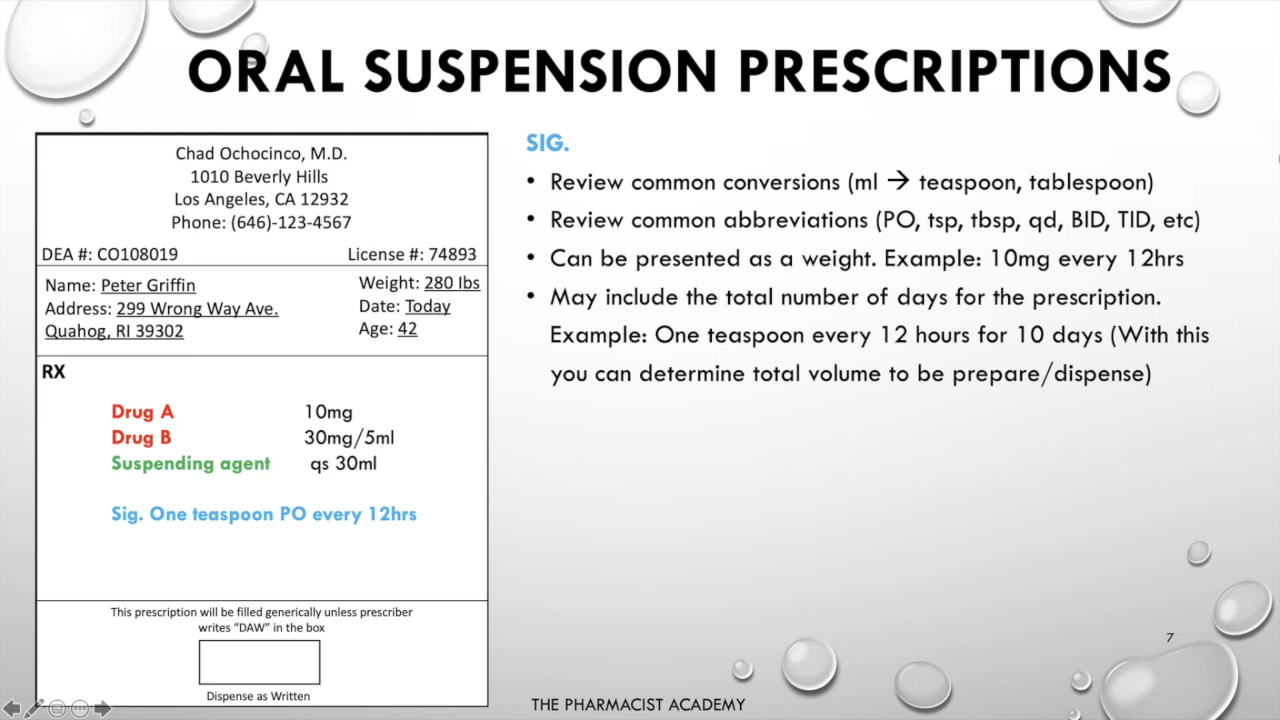 ORAL SUSPENSION PRESCRIPTIONS
Chad Ochocinco, M.D.
1010 Beverly Hills
Los Angeles, CA 12932
Phone: (646)-123-4567
DEA #: CO108019 License #: 74893
Name: Peter Griffin
Address: 299 Wrong Way Ave.
Quahog, RI 39302
Weight: 280 lbs
Date: Today
Age: 42
RX
Drug A 10mg
Drug B 30mg/5ml
Suspending agent qs 30ml
Sig. One teaspoon PO every 12hrs
This prescription will be filled generically unless prescriber
writes “DAW” in the box
Dispense as Written
SIG.
• Review common conversions (ml → teaspoon, tablespoon)
• Review common abbreviations (PO, tsp, tbsp, qd, BID, TID, etc)
• Can be presented as a weight. Example: 10mg every 12hrs
• May include the total number of days for the prescription.
Example: One teaspoon every 12 hours for 10 days (With this
you can determine total volume to be prepare/dispense)
7
THE PHARMACIST ACADEMY